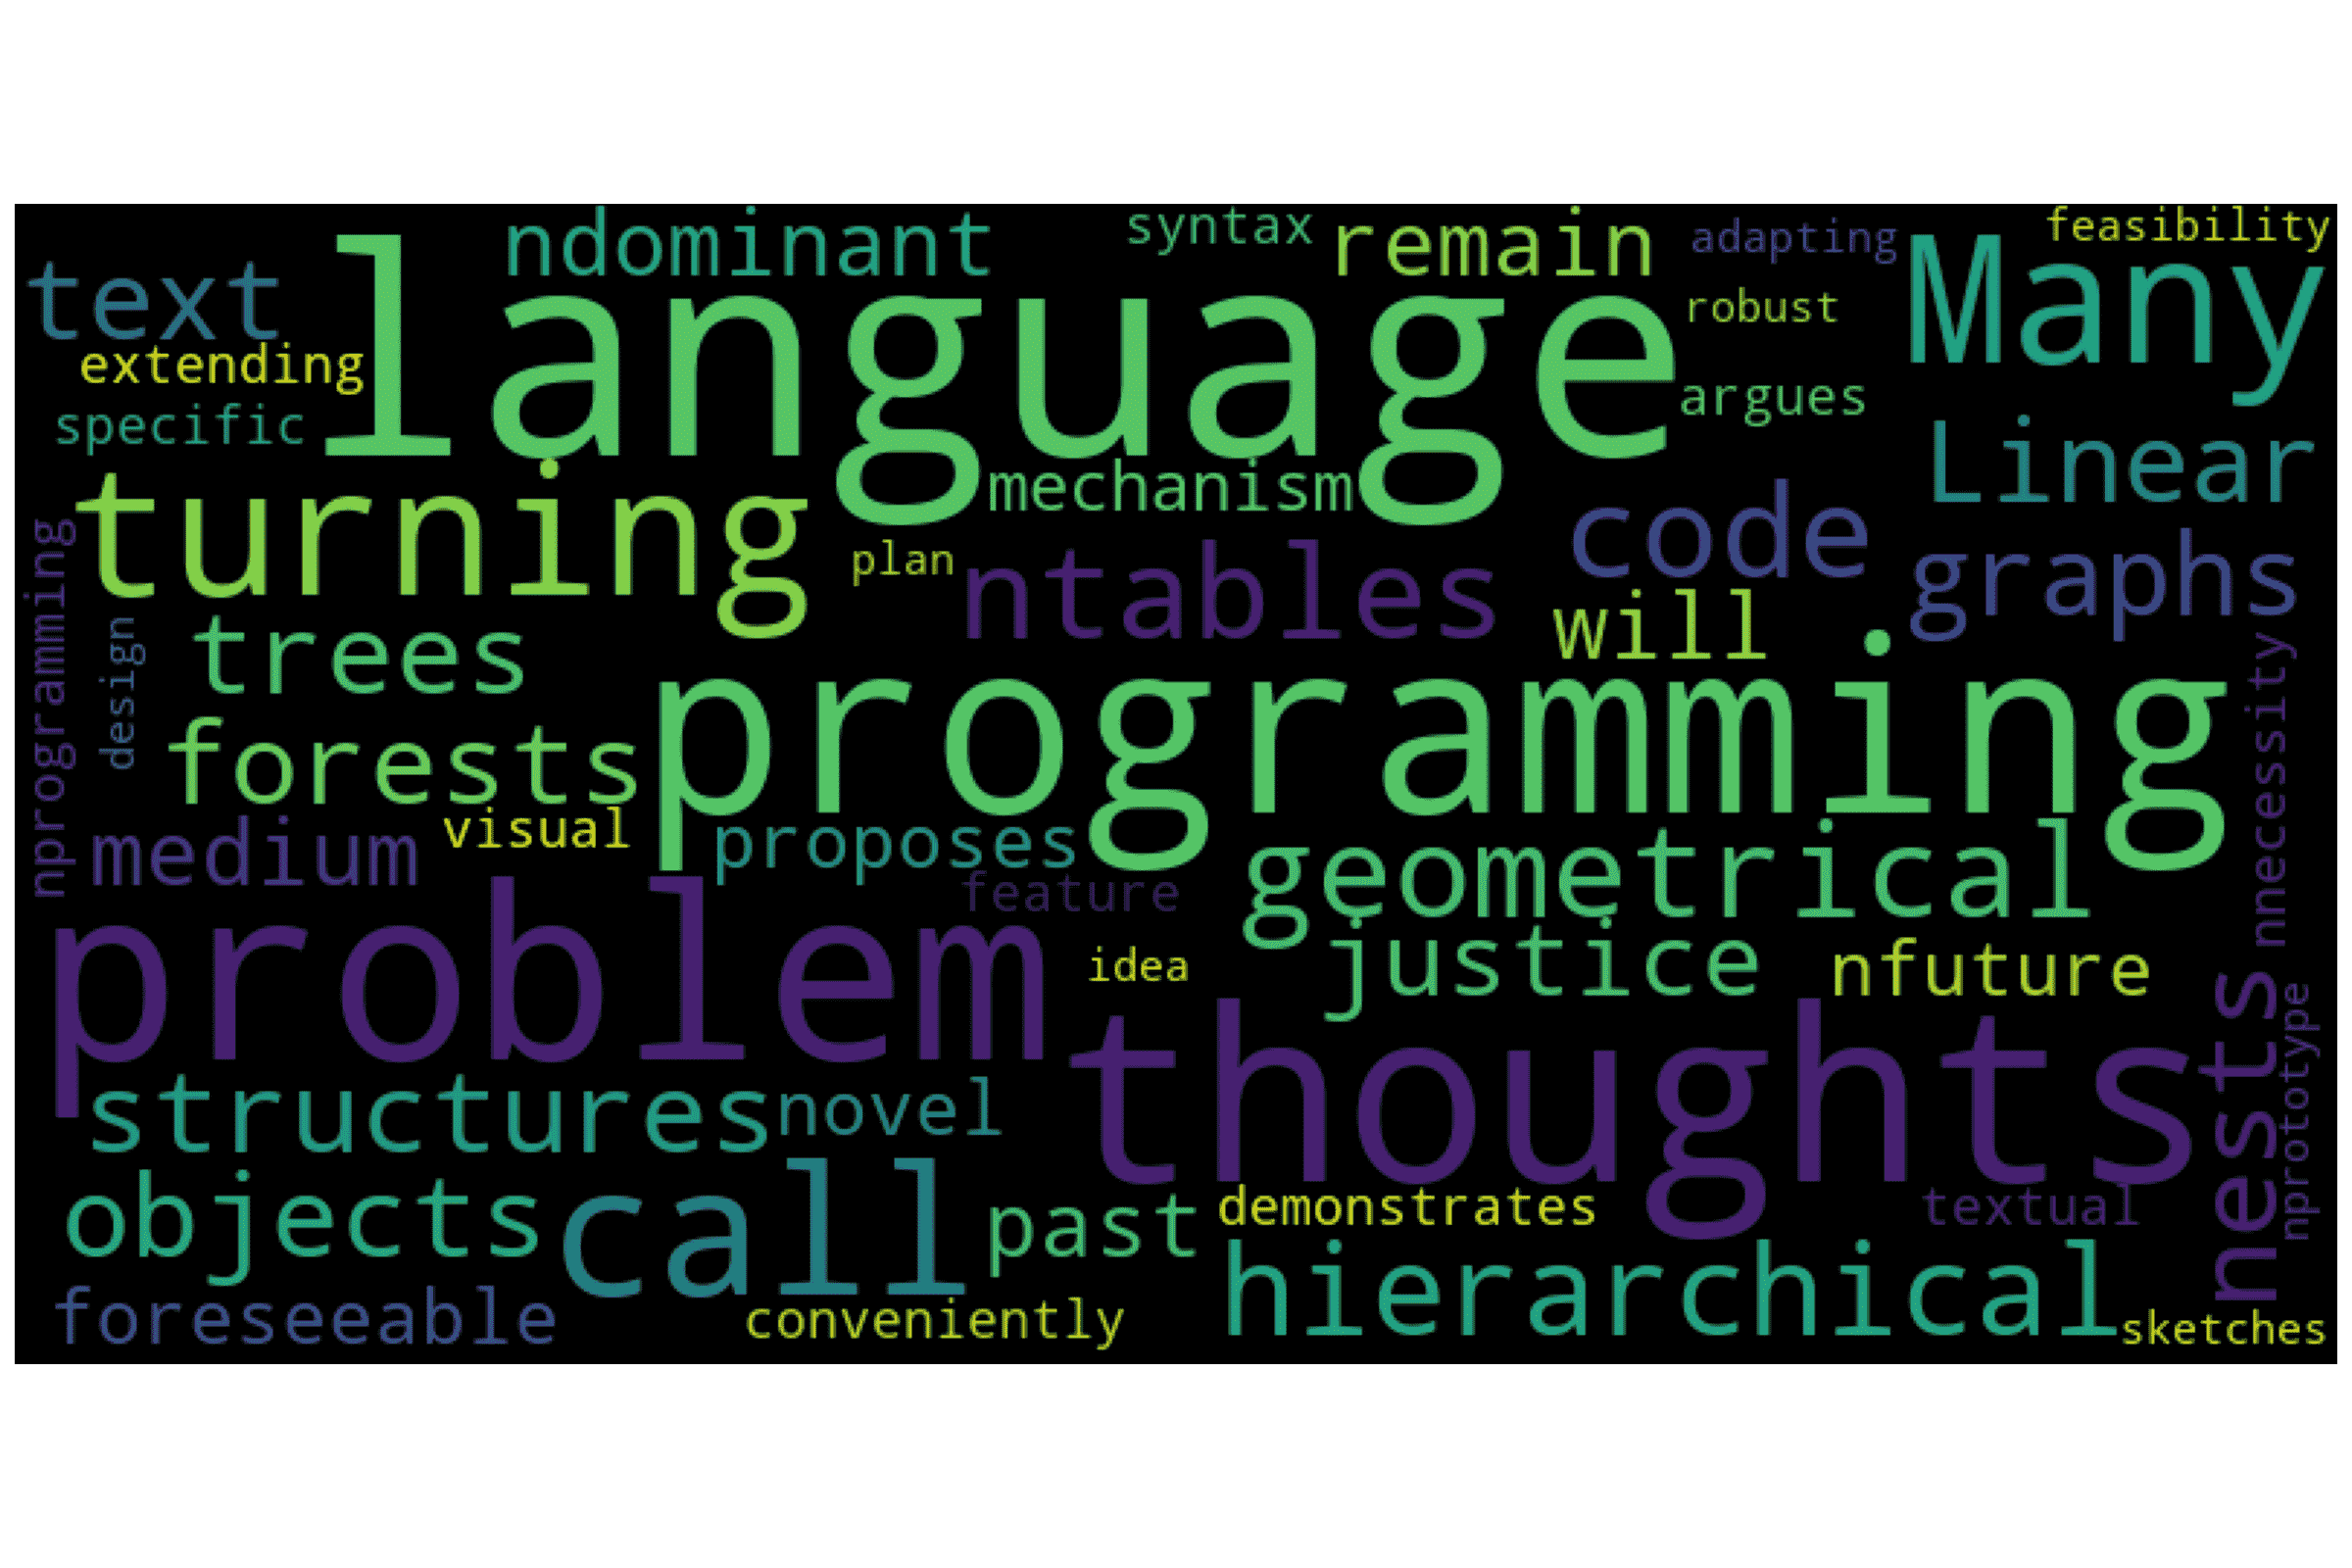 ndominant
syntax
remain
adapting
feasibility
text
language
Many
extending
robust
specific
argues
turning
mechanism
Linear
plan
ntables
code
graphs
nprogramming
design
trees
will
nnecessity
forests
programming
medium
visual
proposes
geometrical
feature
problem
idea
justice
nfuture
thoughts
nests
nprototype
structures
novel
objects
call
past
demonstrates
textual
foreseeable
conveniently
hierarchical
sketches